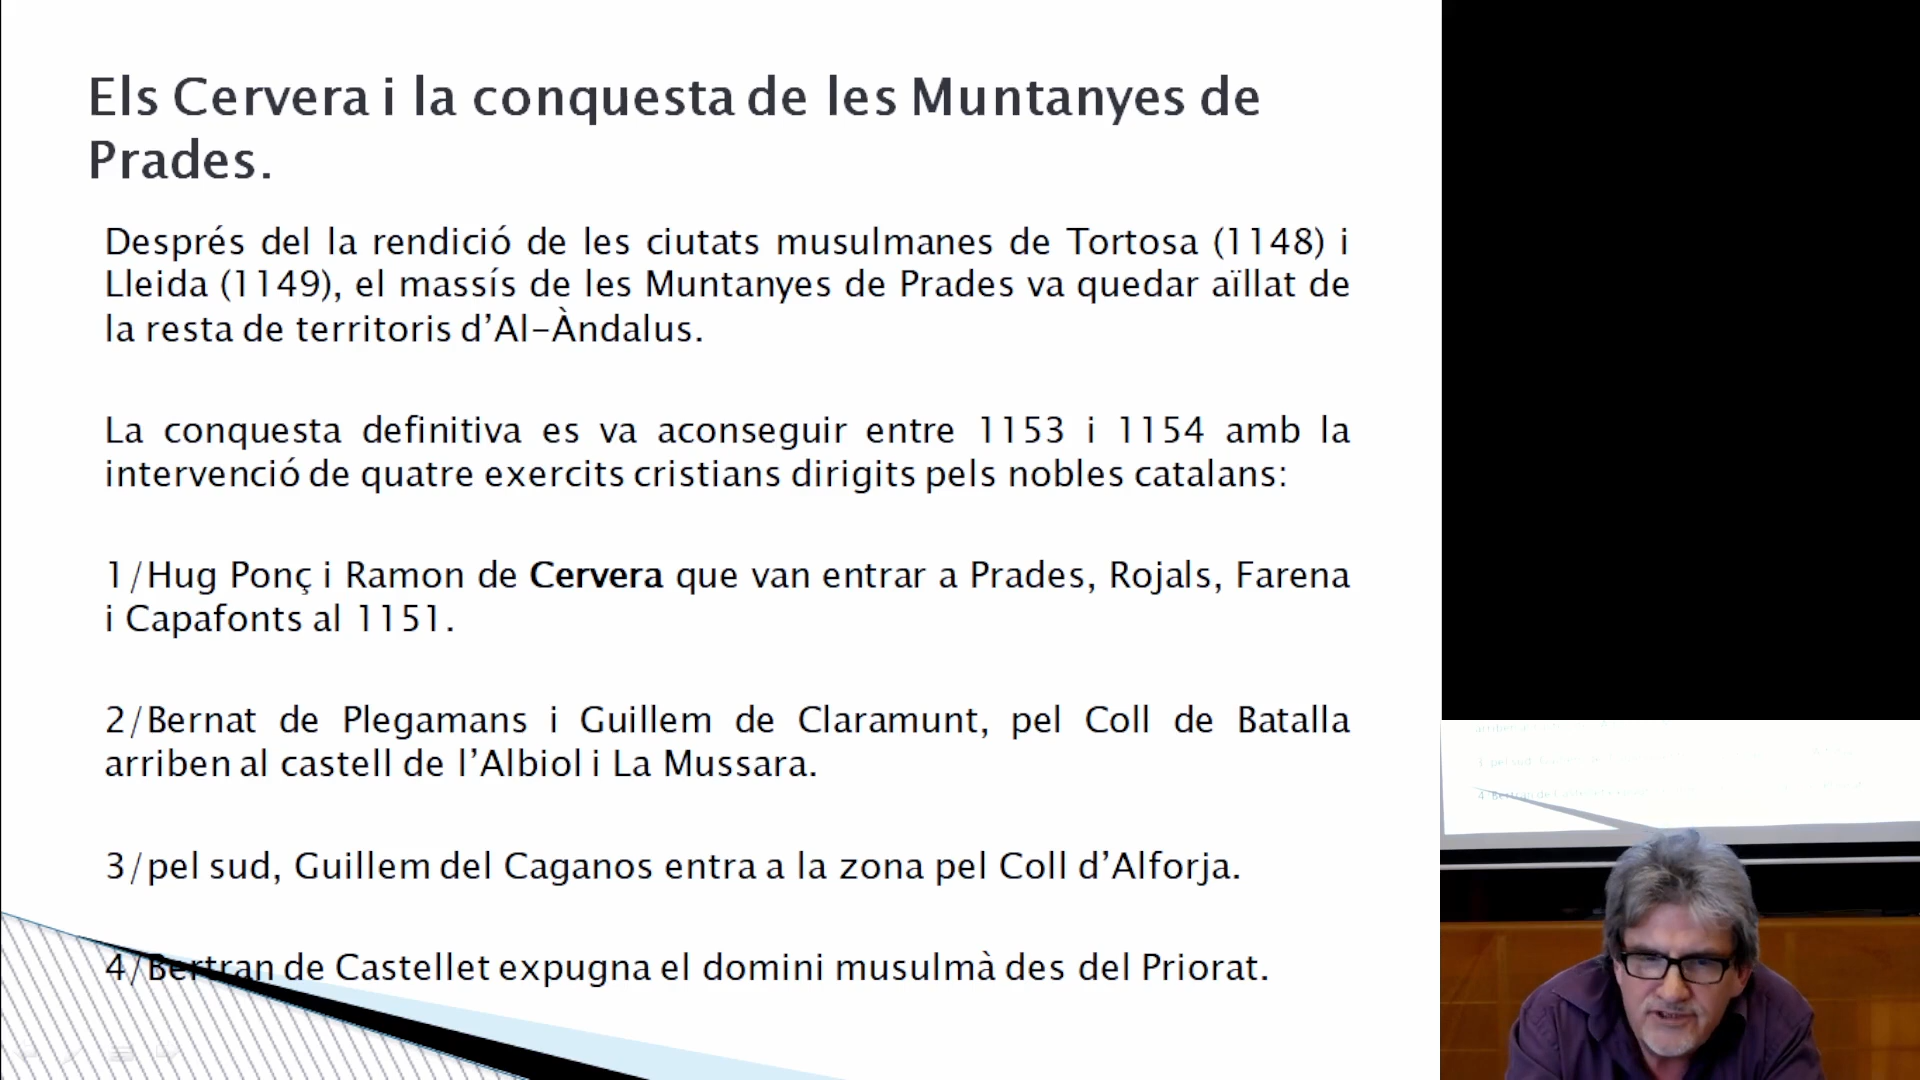 Els Cervera i la conquesta de les Muntanyes de
Prades.
Després del la rendició de les ciutats musulmanes de Tortosa (1148) i
Lleida (1149), el massís de les Muntanyes de Prades va quedar aïllat de
la resta de territoris d’Al-Àndalus.
La conquesta definitiva es va aconseguir entre 1153 i 1154 amb la
intervenció de quatre exercits cristians dirigits pels nobles catalans:
1/Hug Ponç i Ramon de Cervera que van entrar a Prades, Rojals, Farena
i Capafonts al 1151.
2/Bernat de Plegamans i Guillem de Claramunt, pel Coll de Batalla
arriben al castell de l’Albiol i La Mussara.
3/pel sud, Guillem del Caganos entra a la zona pel Coll d’Alforja.
4/Bertran de Castellet expugna el domini musulmà des del Priorat.